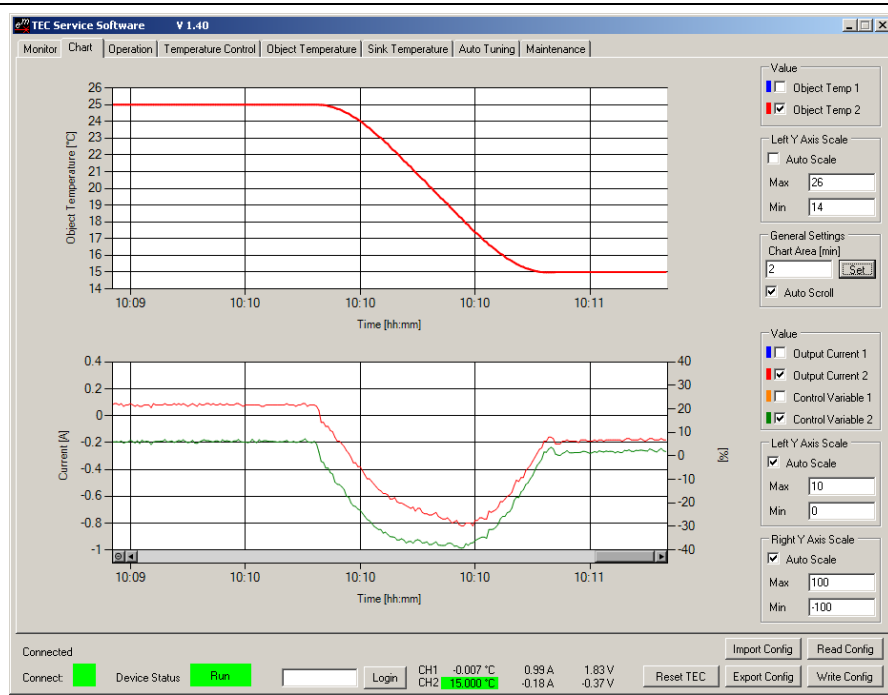 TEC Service Software V 1.40
Monitor Chart Operation Temperature Control Object Temperature Sink Temperature Auto Tuning Maintenance
26
25
24
23
22
21
20
19
18
17
16
15
14
Object Temperature [°C]
10:09 10:10 10:10 10:10 10:11
Time [hh:mm]
Value
Object Temp 1
Object Temp 2
Left Y Axis Scale
Auto Scale
Max 26
Min 14
General Settings
Chart Area [min]
2 Set
Auto Scroll
0.4
0.2
0
-0.2
-0.4
-0.6
-0.8
-1
Current [A]
40
30
20
10
0
-10
-20
-30
-40
[%]
10:09 10:10 10:10 10:10 10:11
Time [hh:mm]
Value
Output Current 1
Output Current 2
Control Variable 1
Control Variable 2
Left Y Axis Scale
Auto Scale
Max 10
Min 0
Right Y Axis Scale
Auto Scale
Max 100
Min -100
Connected
Connect: Device Status Run Login
CH1 -0.007 °C 0.99 A 1.83 V
CH2 15.000 °C -0.18 A -0.37 V
Reset TEC
Import Config Read Config
Export Config Write Config